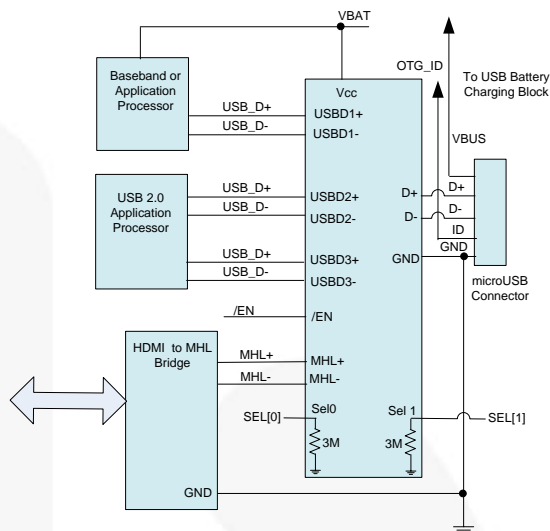 VBAT
OTG_ID
Baseband or
Application
Processor
Vcc
To USB Battery
Charging Block
USB_D+
USBD1+
USB_D-
USBD1-
VBUS
USB 2.0
Application
Processor
USB_D+
USBD2+
USB_D-
USBD2-
D+
D+
D-
D-
ID
GND
USB_D+
USBD3+
USB_D-
USBD3-
GND
microUSB
Connector
/EN
/EN
HDMI to MHL
Bridge
MHL+
MHL+
MHL-
MHL-
SEL[0]
Sel0
Sel 1
SEL[1]
3M
3M
GND